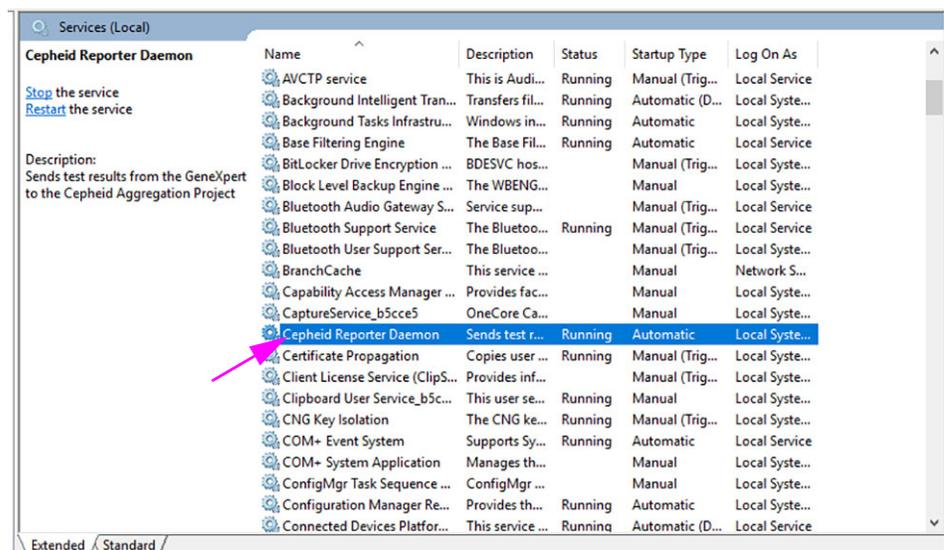 Services (Local)
Cepheid Reporter Daemon
Stop the service
Restart the service
Description:
Sends test results from the GeneXpert
to the Cepheid Aggregation Project
Name Description Status Startup Type Log On As
AVCTP service This is Audi... Running Manual (Trig... Local Service
Background Intelligent Tran... Transfers fil... Running Automatic (D... Local Syste...
Background Tasks Infrastru... Windows in... Running Automatic Local Syste...
Base Filtering Engine The Base Fil... Running Automatic Local Service
BitLocker Drive Encryption ... BDESVC hos... Manual (Trig... Local Syste...
Block Level Backup Engine ... The WBENG... Manual Local Syste...
Bluetooth Audio Gateway S... Service sup... Manual (Trig... Local Service
Bluetooth Support Service The Bluetoo... Running Manual (Trig... Local Service
Bluetooth User Support Ser... The Bluetoo... Manual (Trig... Local Syste...
BranchCache This service ... Manual Network S...
Capability Access Manager ... Provides fac... Manual Local Syste...
CaptureService_b5cce5 OneCore Ca... Manual Local Syste...
Cepheid Reporter Daemon Sends test r... Running Automatic Local Syste...
Certificate Propagation Copies user ... Running Manual (Trig... Local Syste...
Client License Service (ClipS... Provides inf... Manual (Trig... Local Syste...
Clipboard User Service_b5c... This user se... Running Manual Local Syste...
CNG Key Isolation The CNG ke... Running Manual (Trig... Local Syste...
COM+ Event System Supports Sy... Running Automatic Local Service
COM+ System Application Manages th... Manual Local Syste...
ConfigMgr Task Sequence ... ConfigMgr ... Manual Local Syste...
Configuration Manager Re... Provides th... Running Automatic Local Syste...
Connected Devices Platfor... This service ... Running Automatic (D... Local Service
Extended Standard